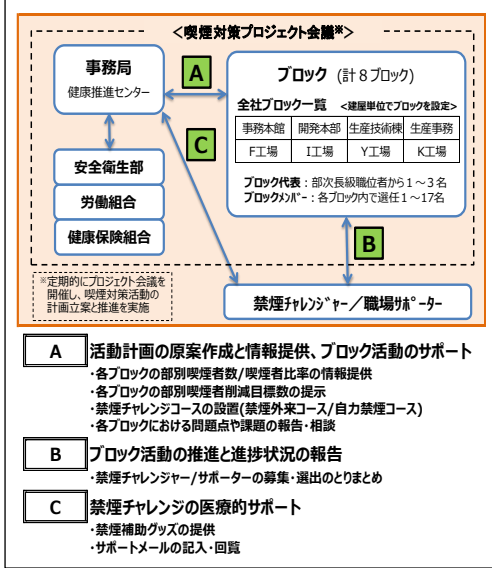 <喫煙対策プロジェクト会議※>
事務局
健康推進センター
A
ブロック (計8ブロック)
全社ブロック一覧 <建屋単位でブロックを設定>
事務本館 開発本部 生産技術棟 生産事務
F工場 I工場 Y工場 K工場
ブロック代表:部次長級職位者から1~3名
ブロックメンバー:各ブロック内で選任1~17名
C
安全衛生部
労働組合
健康保険組合
B
※定期的にプロジェクト会議を
開催し、喫煙対策活動の
計画立案と推進を実施
禁煙チャレンジャー/職場サポーター
A 活動計画の原案作成と情報提供、ブロック活動のサポート
・各ブロックの部別喫煙者数/喫煙者比率の情報提供
・各ブロックの部別喫煙者削減目標数の提示
・禁煙チャレンジコースの設置(禁煙外来コース/自力禁煙コース)
・各ブロックにおける問題点や課題の報告・相談
B ブロック活動の推進と進捗状況の報告
・禁煙チャレンジャー/サポーターの募集・選出のとりまとめ
C 禁煙チャレンジの医療的サポート
・禁煙補助グッズの提供
・サポートメールの記入・回覧